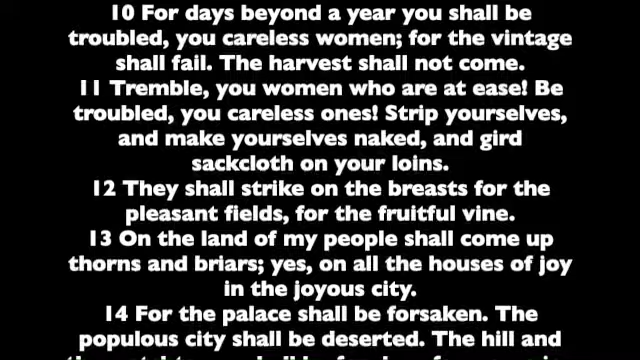 10 For days beyond a year you shall be
troubled, you careless women; for the vintage
shall fail. The harvest shall not come.
11 Tremble, you women who are at ease! Be
troubled, you careless ones! Strip yourselves,
and make yourselves naked, and gird
sackcloth on your loins.
12 They shall strike on the breasts for the
pleasant fields, for the fruitful vine.
13 On the land of my people shall come up
thorns and briars; yes, on all the houses of joy
in the joyous city.
14 For the palace shall be forsaken. The
populous city shall be deserted. The hill and